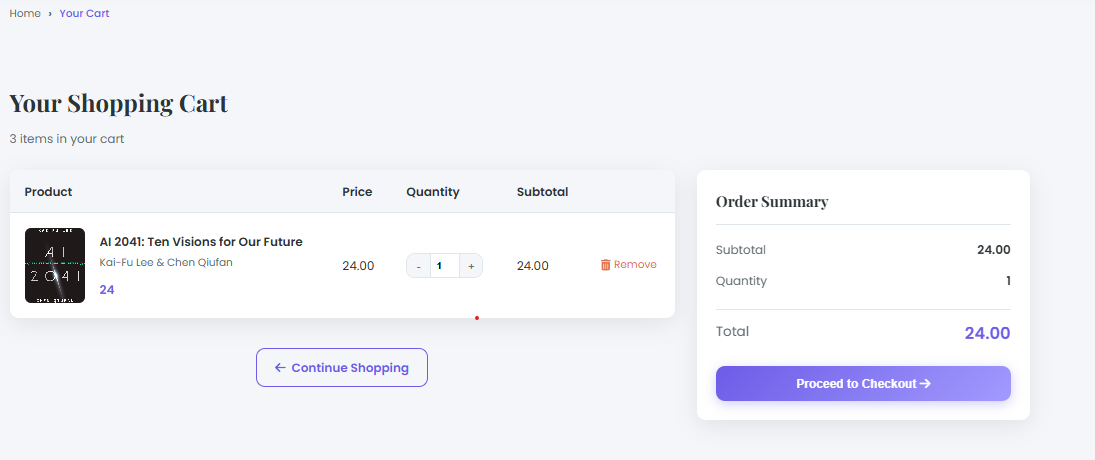 Home › Your Cart
Your Shopping Cart
3 items in your cart
Product Price Quantity Subtotal
AI 2041: Ten Visions for Our Future
Kai-Fu Lee & Chen Qiufan
24
AI
2041
24.00 - 1 + 24.00 Remove
← Continue Shopping
Order Summary
Subtotal 24.00
Quantity 1
Total 24.00
Proceed to Checkout →